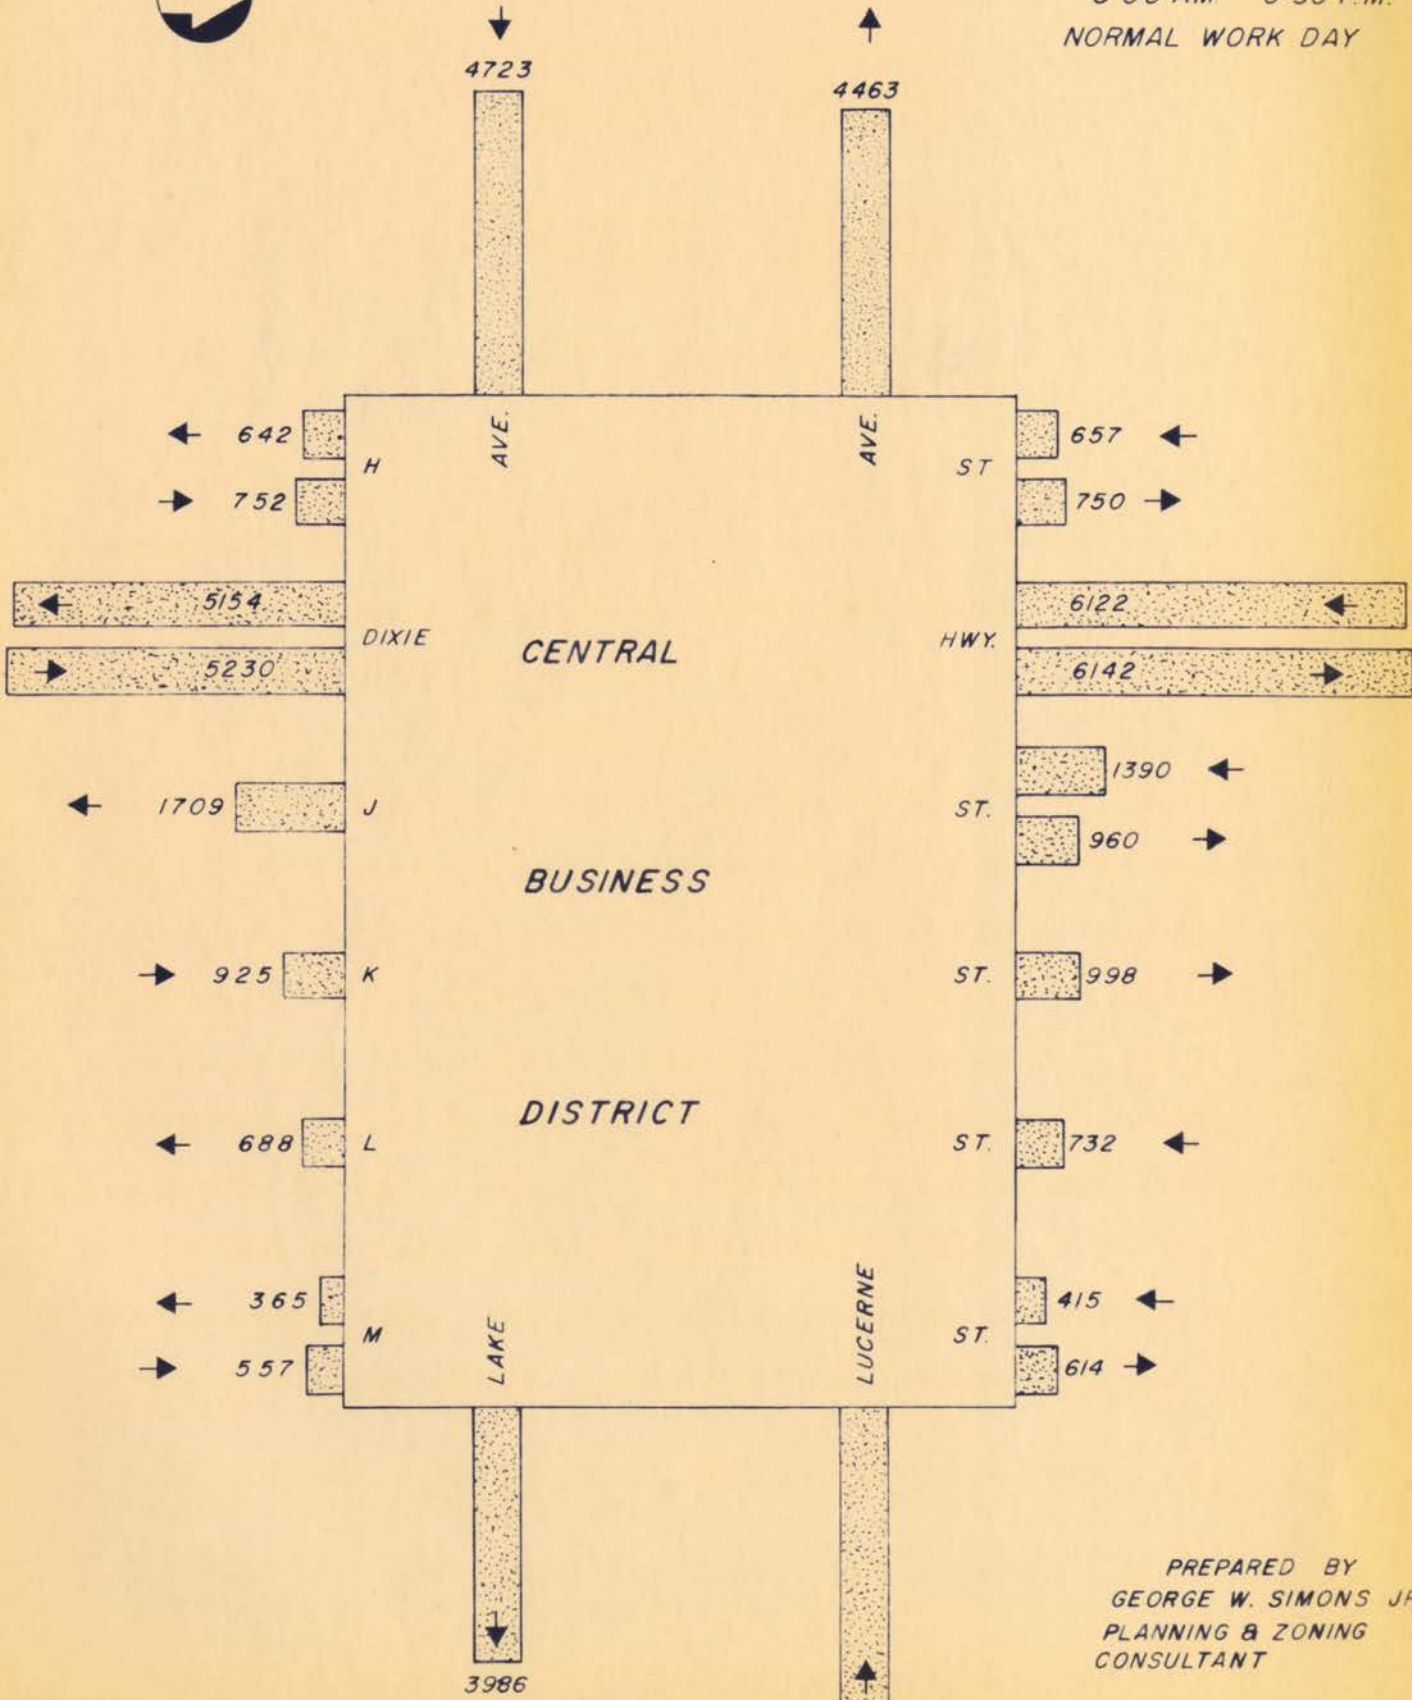 NORMAL WORK DAY
4723
4463
AVE.
AVE.
642
H
ST
657
752
750
5154
6122
DIXIE
CENTRAL
HWY.
5230
6142
1390
1709
J
ST.
960
BUSINESS
925
K
ST.
998
DISTRICT
688
L
ST.
732
365
LAKE
LUCERNE
415
M
ST.
557
614
3986
PREPARED BY
GEORGE W. SIMONS
PLANNING & ZONING
CONSULTANT